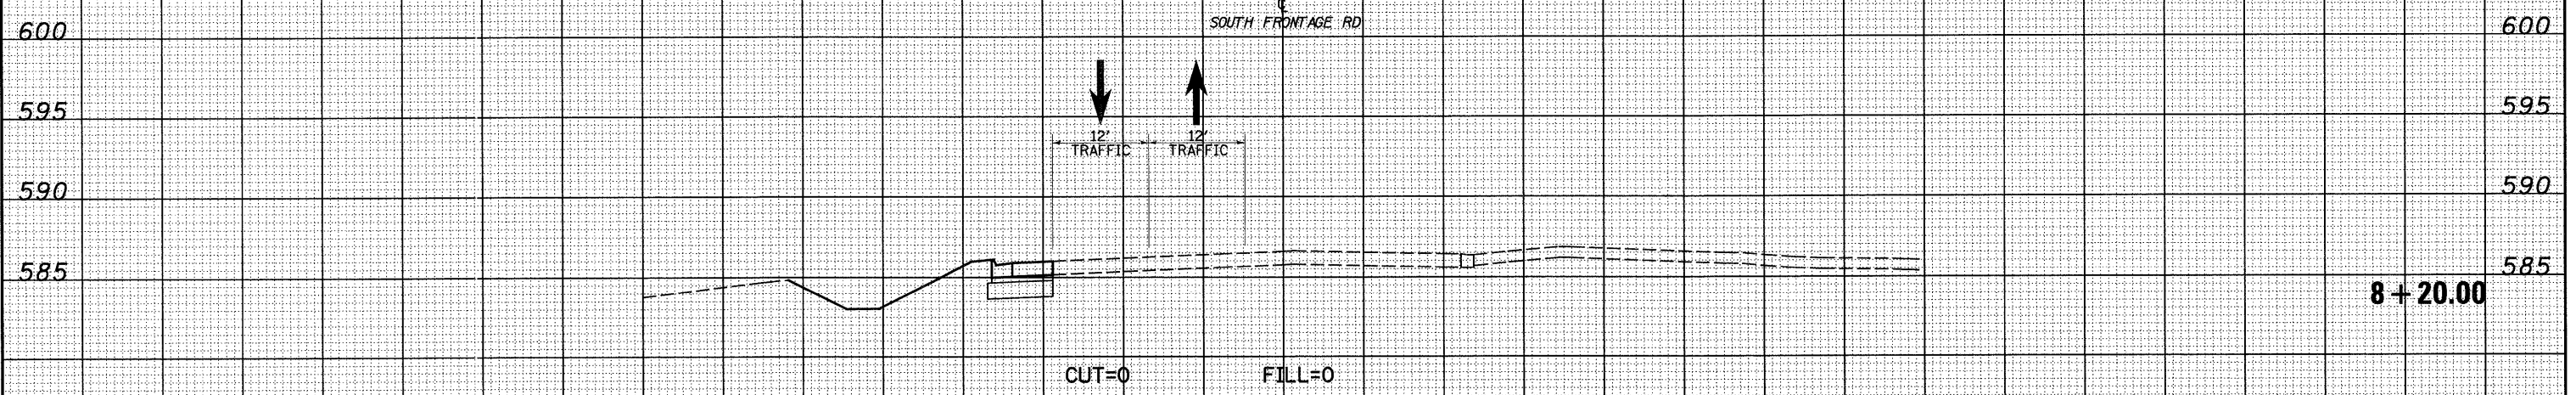 ℄
SOUTH FRONTAGE RD
600 600
595 595
12' 12'
TRAFFIC TRAFFIC
590 590
585 585
8+20.00
CUT=0 FILL=0